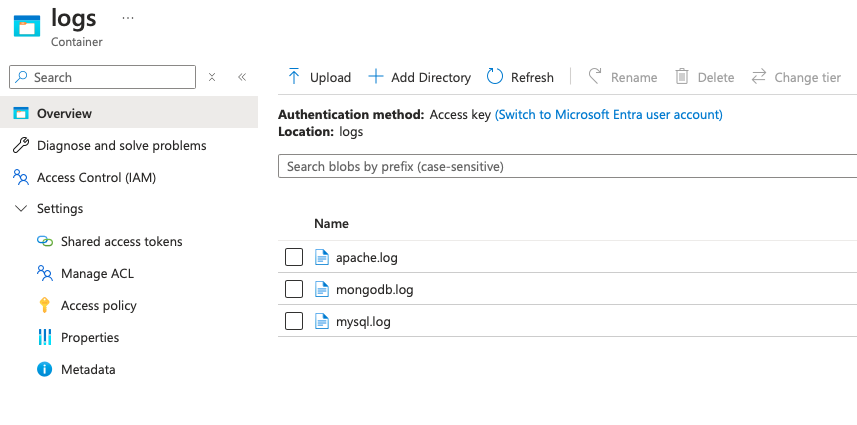 logs ...
Container
Search
Upload Add Directory Refresh Rename Delete Change tier
Overview
Diagnose and solve problems
Access Control (IAM)
Settings
Shared access tokens
Manage ACL
Access policy
Properties
Metadata
Authentication method: Access key (Switch to Microsoft Entra user account)
Location: logs
Search blobs by prefix (case-sensitive)
Name
apache.log
mongodb.log
mysql.log